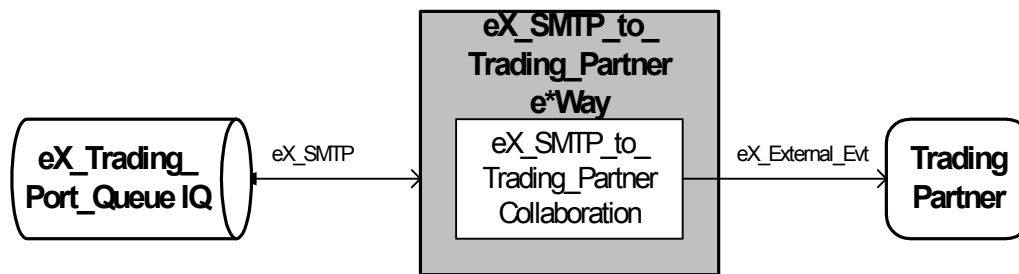 eX_Trading_
Port_Queue IQ
eX_SMTP
eX_SMTP_to_
Trading_Partner
e*Way
eX_SMTP_to_
Trading_Partner
Collaboration
eX_External_Evt
Trading
Partner